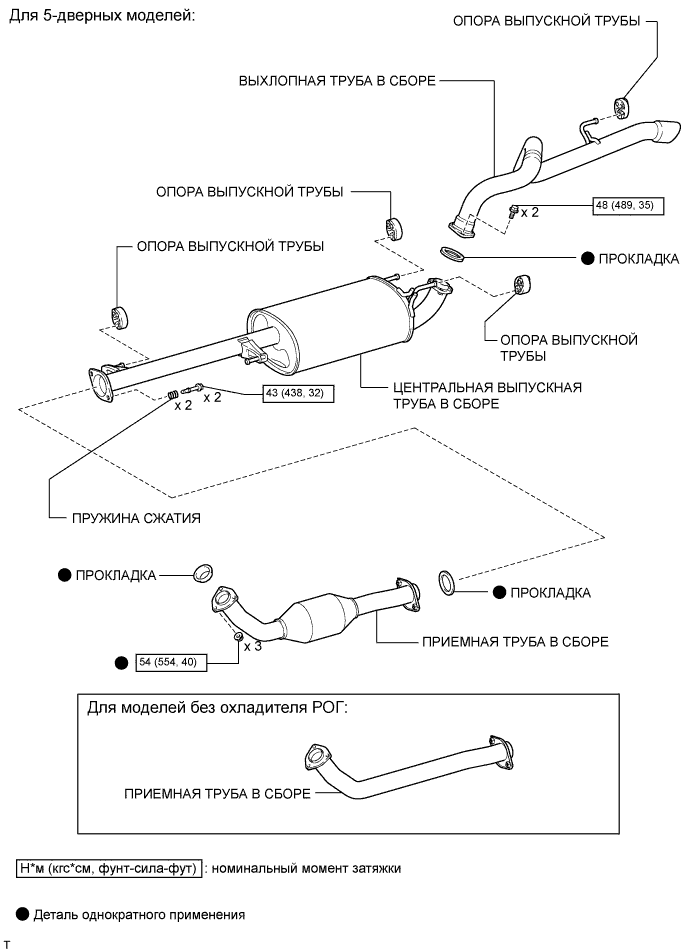 Для 5-дверных моделей:
ОПОРА ВЫПУСКНОЙ ТРУБЫ
ВЫХЛОПНАЯ ТРУБА В СБОРЕ
ОПОРА ВЫПУСКНОЙ ТРУБЫ
48 (489, 35)
x 2
ОПОРА ВЫПУСКНОЙ ТРУБЫ
ПРОКЛАДКА
ОПОРА ВЫПУСКНОЙ
ТРУБЫ
ЦЕНТРАЛЬНАЯ ВЫПУСКНАЯ
ТРУБА В СБОРЕ
43 (438, 32)
x 2
x 2
ПРУЖИНА СЖАТИЯ
ПРОКЛАДКА
ПРОКЛАДКА
ПРИЕМНАЯ ТРУБА В СБОРЕ
x 3
54 (554, 40)
Для моделей без охладителя РОГ:
ПРИЕМНАЯ ТРУБА В СБОРЕ
Н*м (кгс*см, фунт-сила-фут) : номинальный момент затяжки
Деталь однократного применения
T